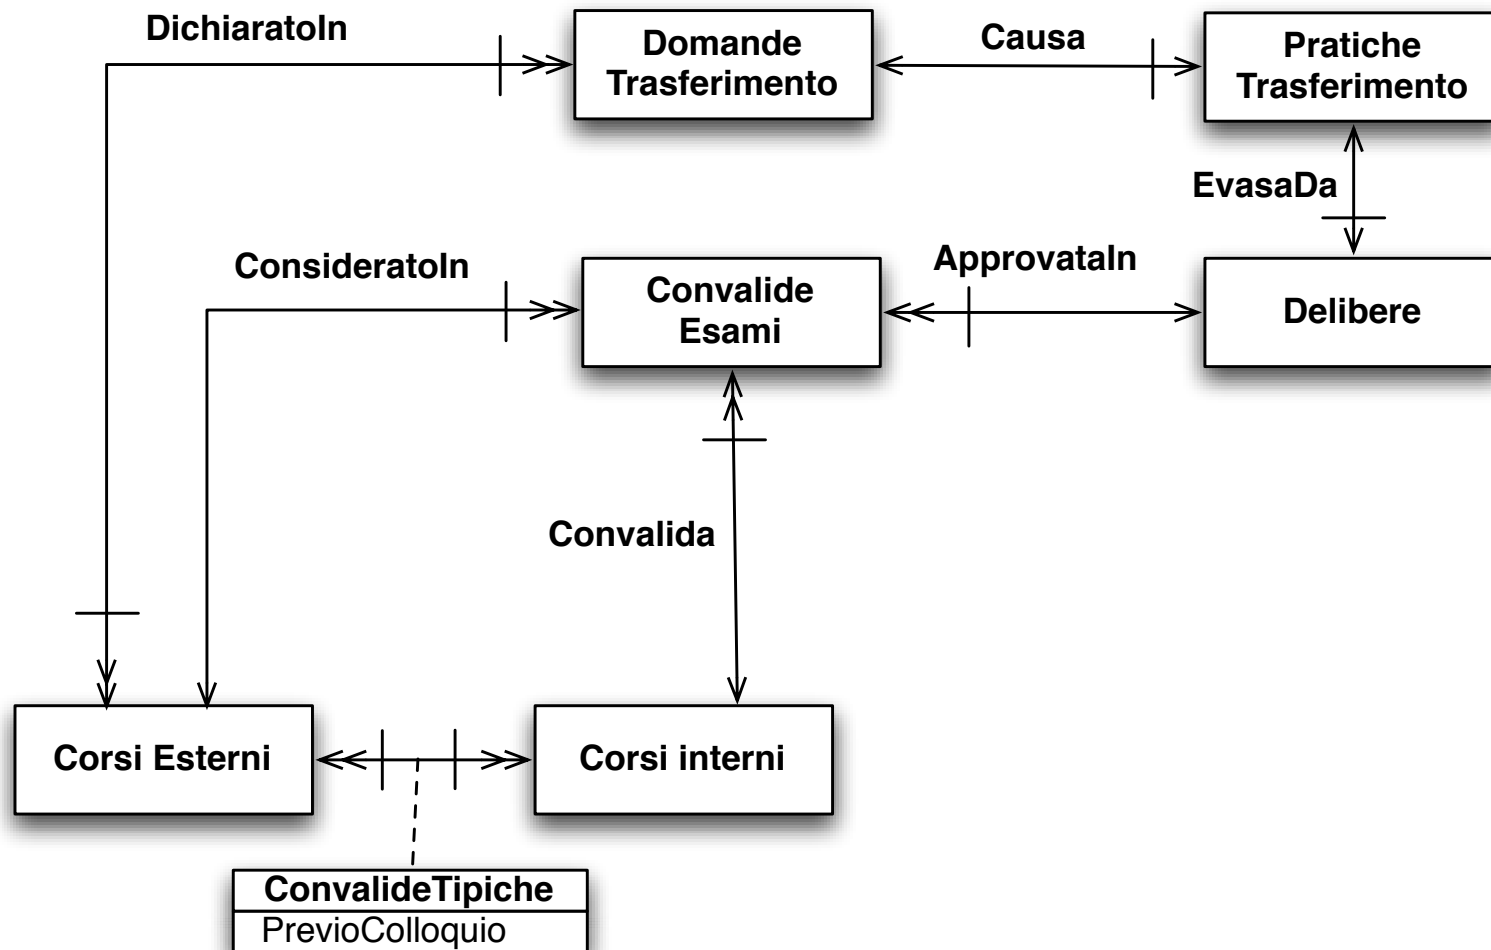 DichiaratoIn
Domande
Trasferimento
Causa
Pratiche
Trasferimento
EvasaDa
ConsideratoIn
Convalide
Esami
ApprovataIn
Delibere
Convalida
Corsi Esterni
Corsi interni
ConvalideTipiche
PrevioColloquio